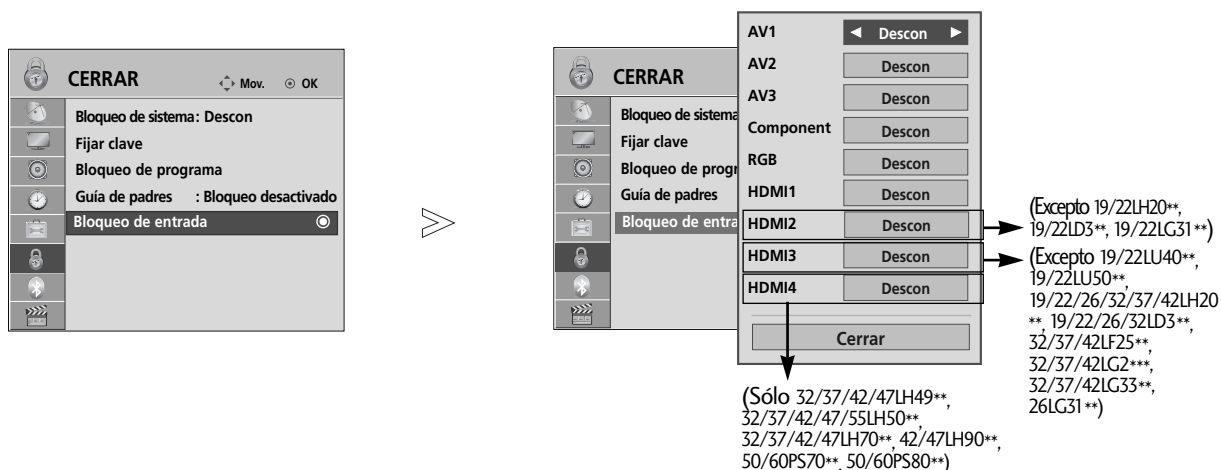 CERRAR Mov. OK
Bloqueo de sistema: Descon
Fijar clave
Bloqueo de programa
Guía de padres : Bloqueo desactivado
Bloqueo de entrada
CERRAR
Bloqueo de sistema
Fijar clave
Bloqueo de progr
Guía de padres
Bloqueo de entra
AV1 Descon
AV2 Descon
AV3 Descon
Component Descon
RGB Descon
HDMI1 Descon
HDMI2 Descon
HDMI3 Descon
HDMI4 Descon
Cerrar
(Excepto 19/22LH20**,
19/22LD3**, 19/22LG31**)
(Excepto 19/22LU40**,
19/22LU50**,
19/22/26/32/37/42LH20
**, 19/22/26/32LD3**,
32/37/42LF25**,
32/37/42LG2***,
32/37/42LG33**,
26LG31**)
(Sólo 32/37/42/47LH49**,
32/37/42/47/55LH50**,
32/37/42/47LH70**, 42/47LH90**,
50/60PS70**, 50/60PS80**)